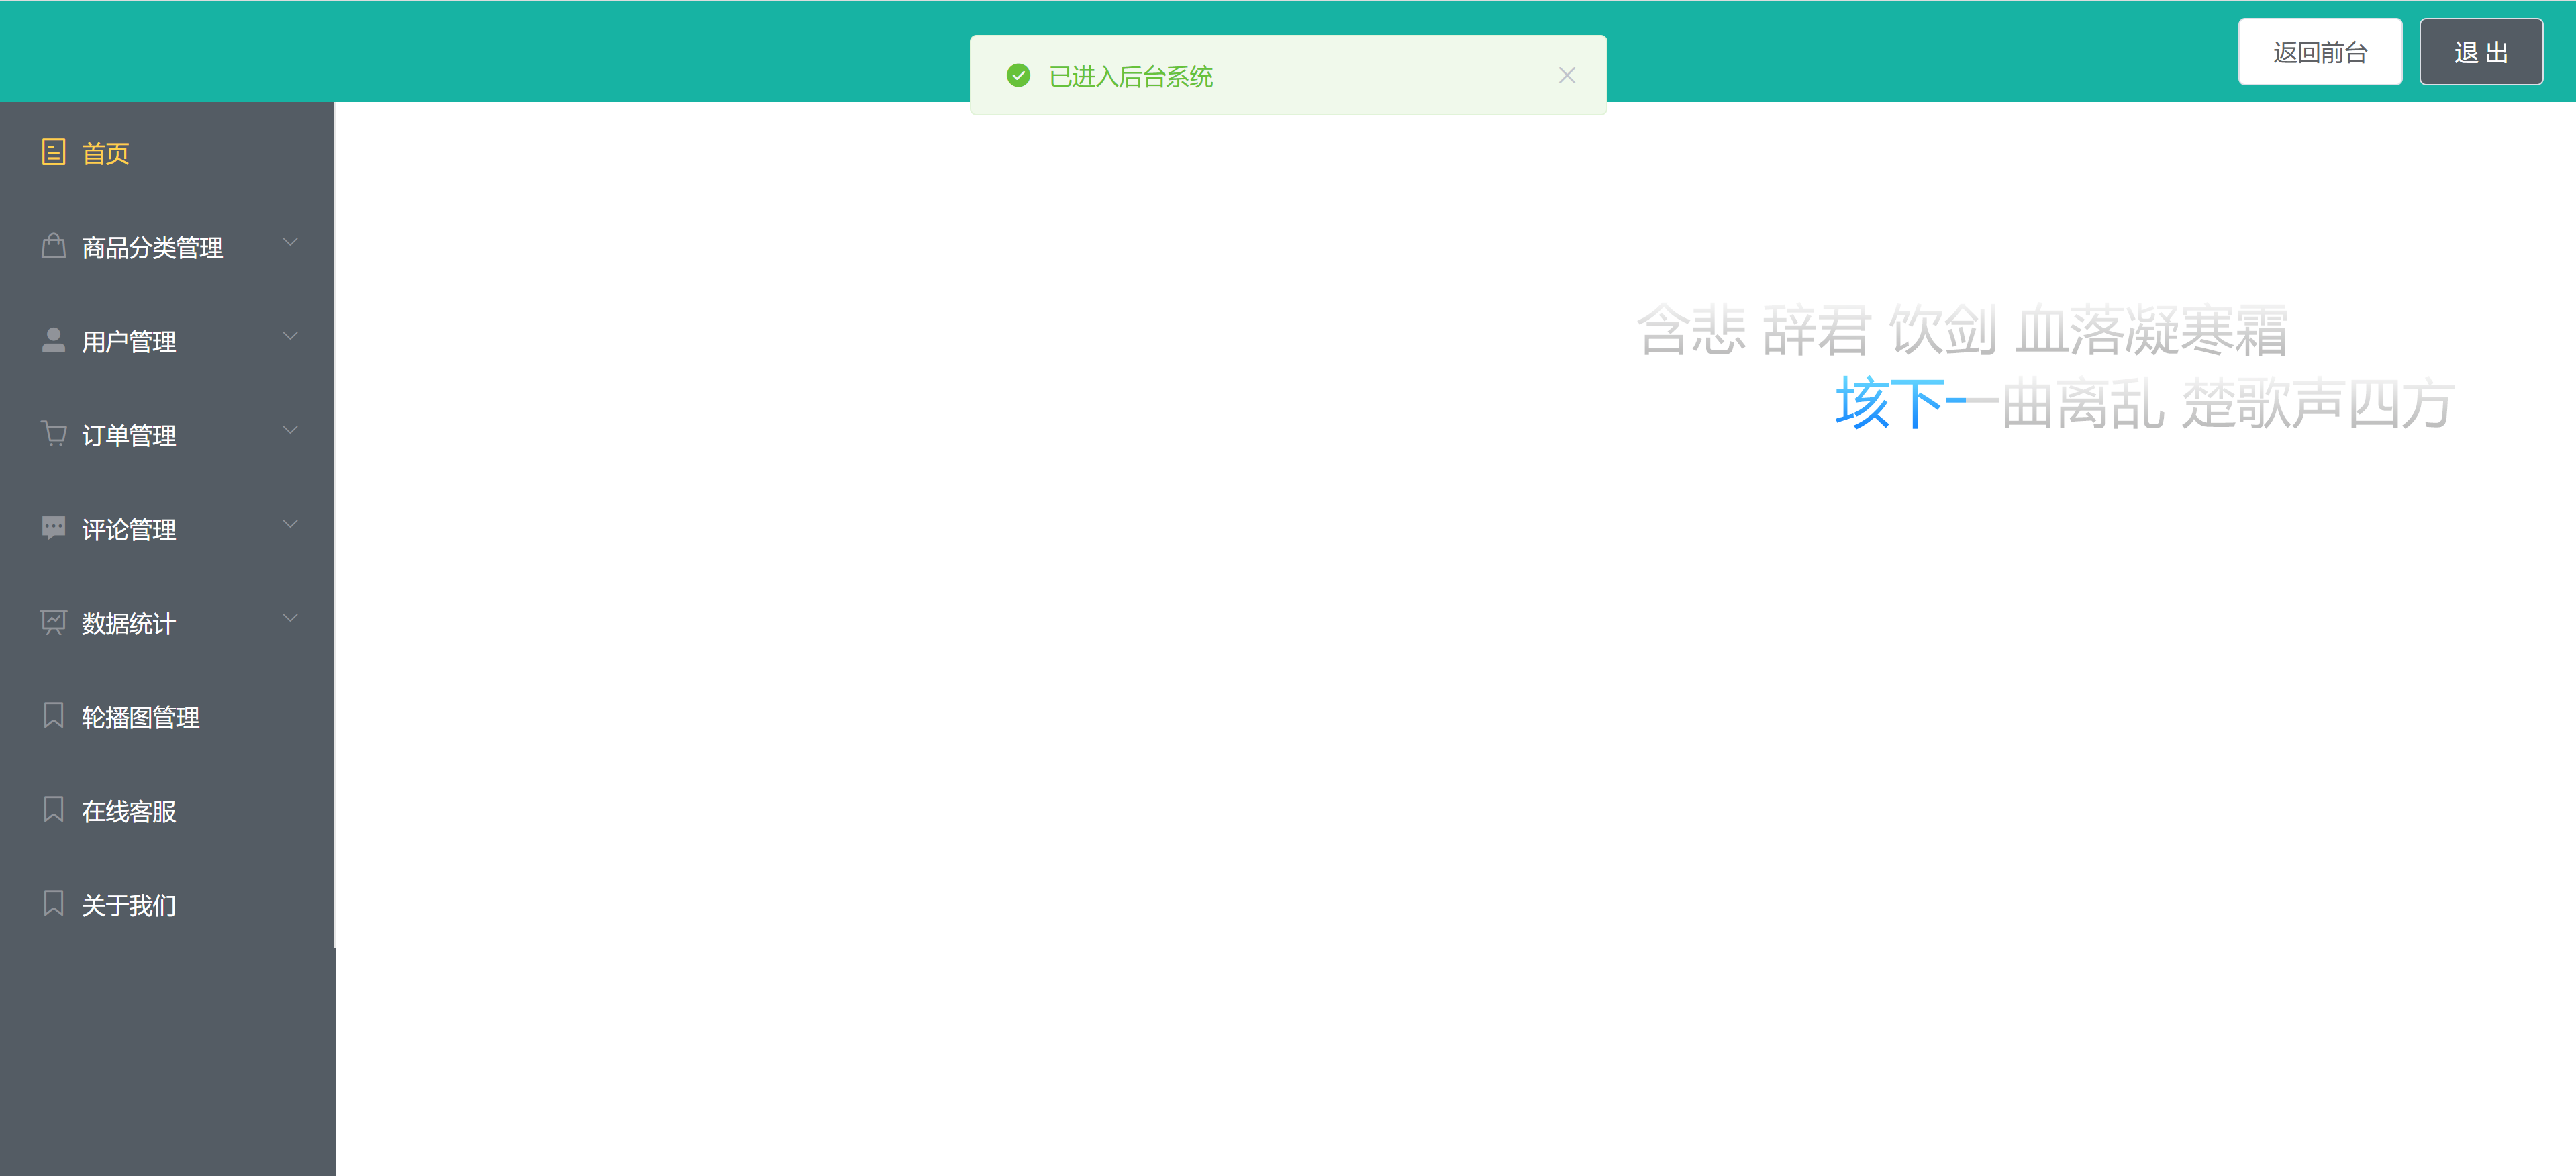 返回前台
退 出
已进入后台系统
首页
商品分类管理
用户管理
订单管理
评论管理
数据统计
轮播图管理
在线客服
关于我们
含悲 辞君 饮剑 血落凝寒霜
垓下一曲离乱 楚歌声四方